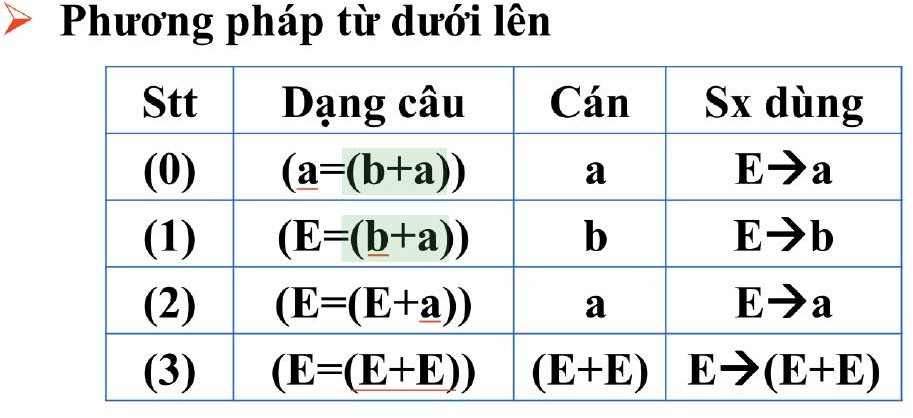 Phương pháp từ dưới lên
Stt Dạng câu Cán Sx dùng
(0) (a=(b+a)) a E→a
(1) (E=(b+a)) b E→b
(2) (E=(E+a)) a E→a
(3) (E=(E+E)) (E+E) E→(E+E)